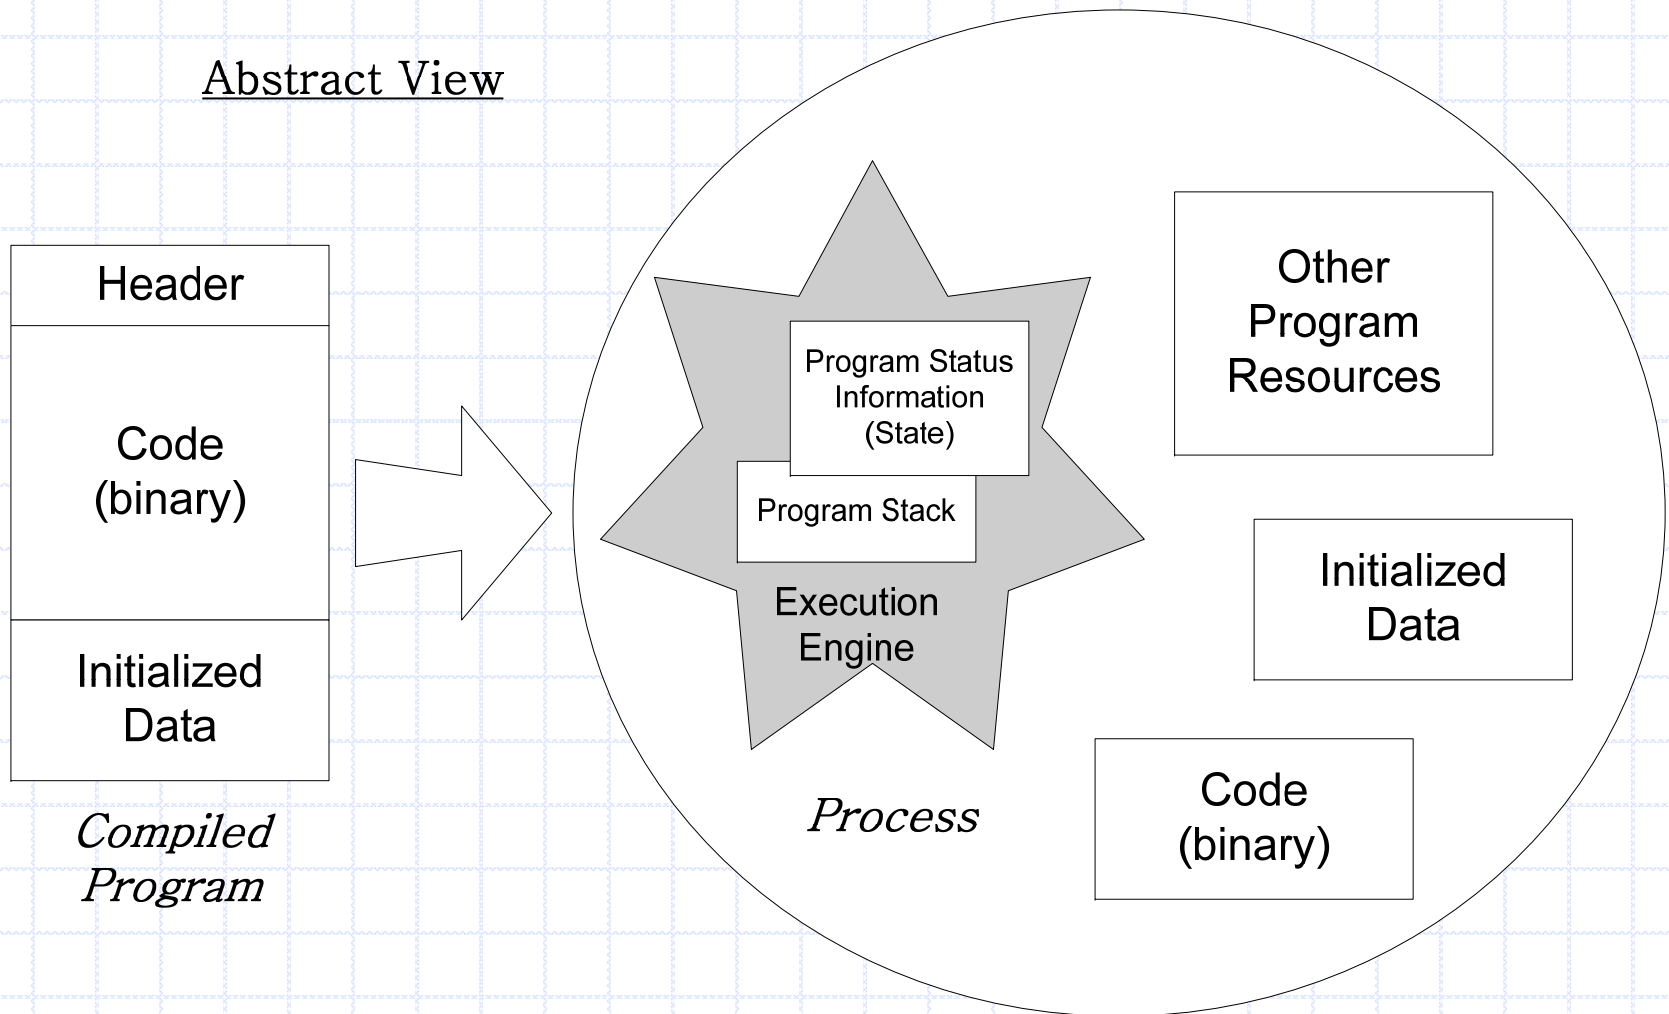 Abstract View
Header
Code
(binary)
Initialized
Data
Compiled
Program
Program Status
Information
(State)
Program Stack
Execution
Engine
Process
Other
Program
Resources
Initialized
Data
Code
(binary)